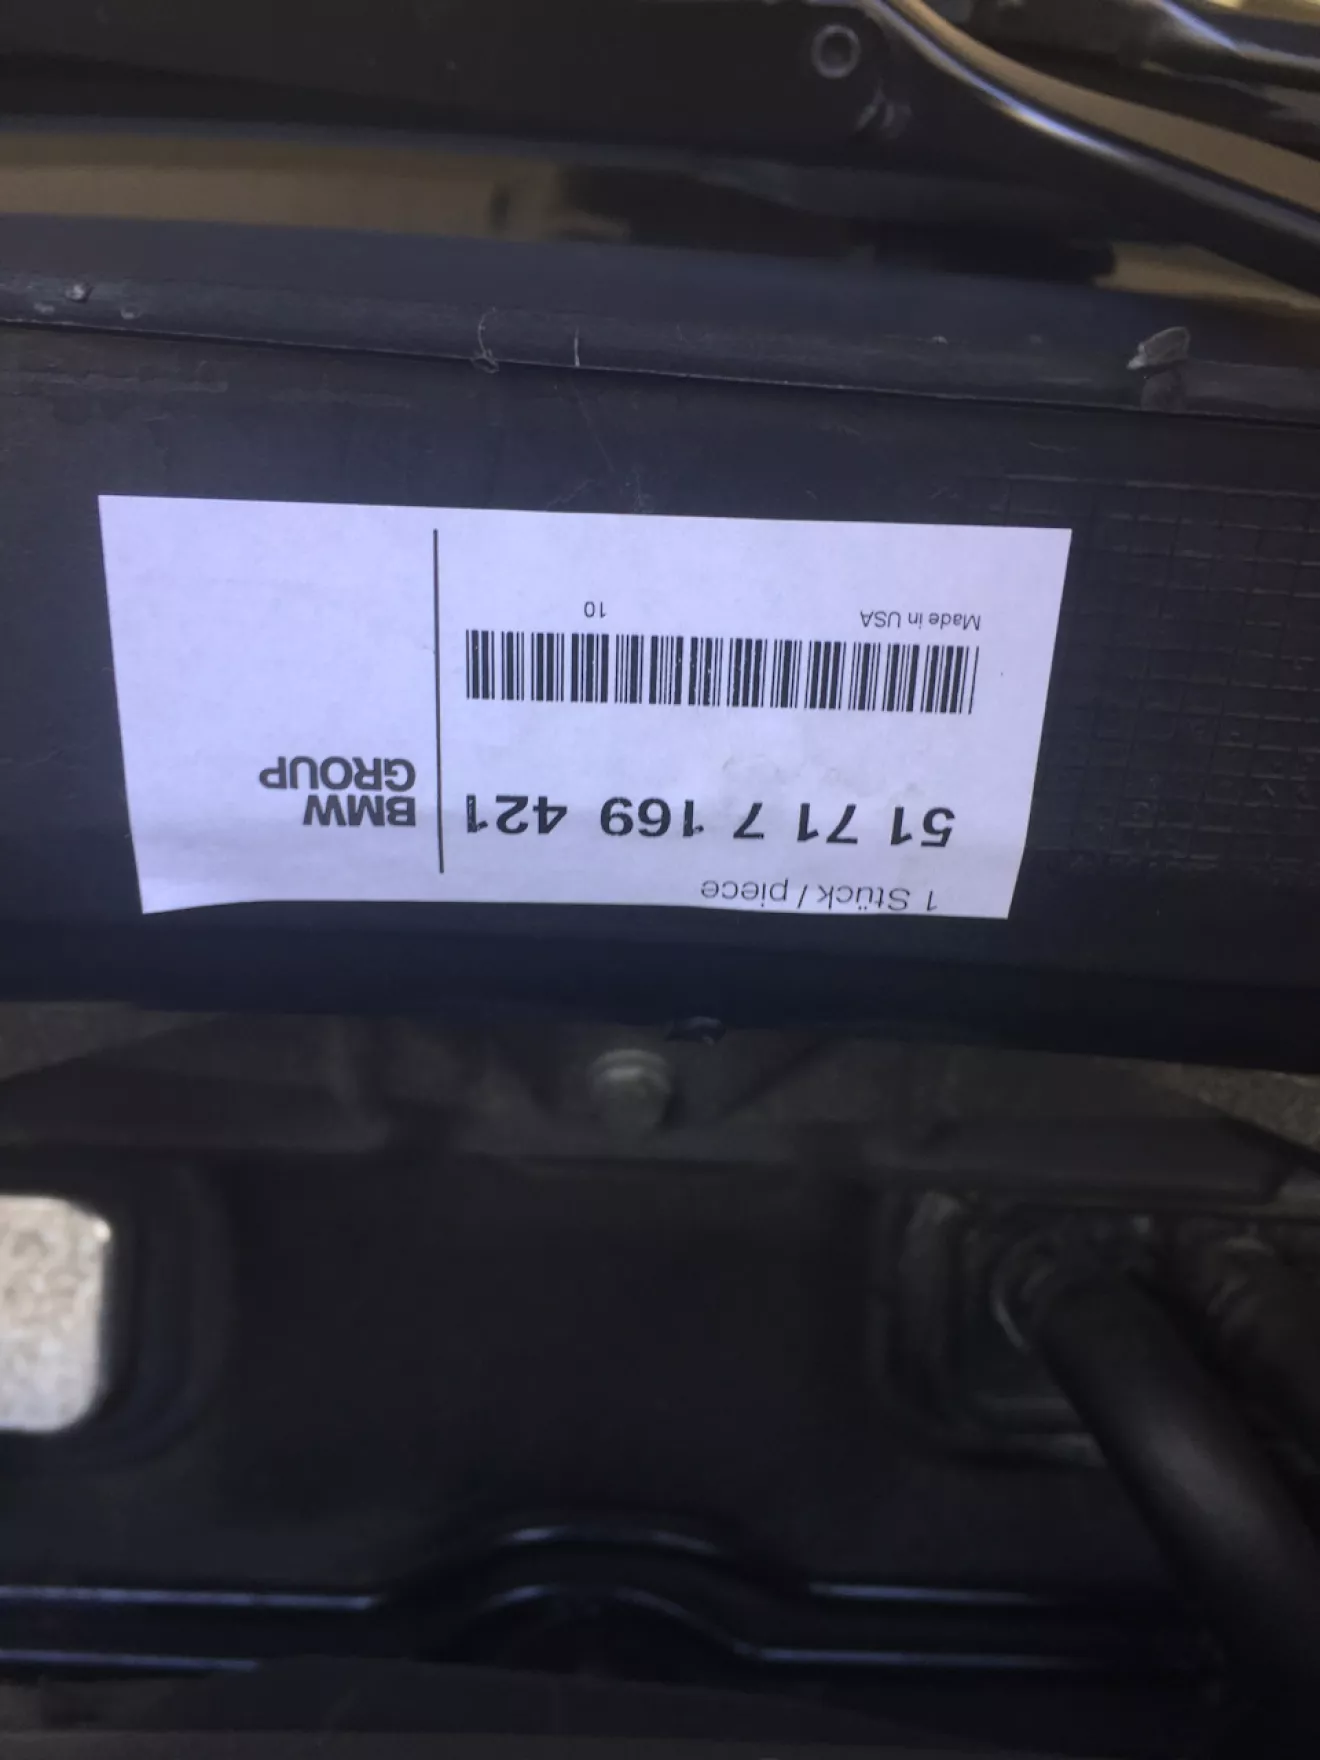 1 Stück / piece
51 71 7 169 421
BMW
GROUP
Made in USA
10